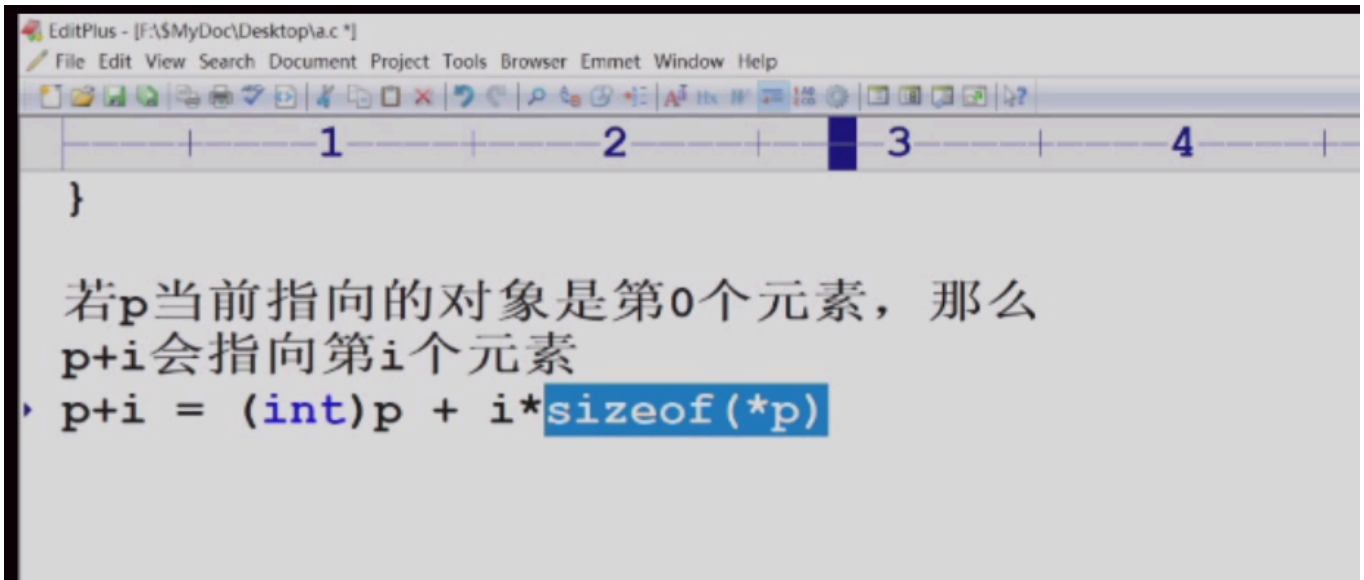 EditPlus - [F:\$MyDoc\Desktop\a.c *]
File Edit View Search Document Project Tools Browser Emmet Window Help
1 2 3 4
}
若p当前指向的对象是第0个元素，那么
p+i会指向第i个元素
p+i = (int)p + i*sizeof(*p)